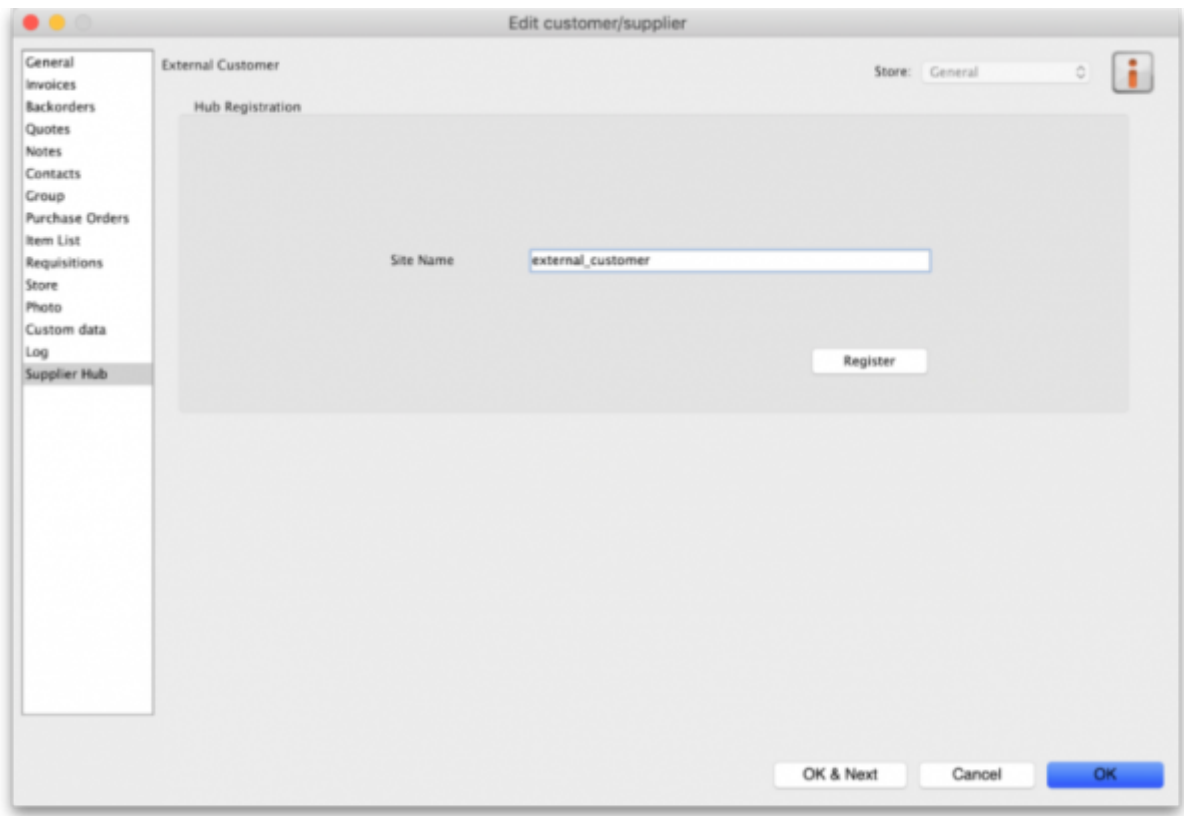 Edit customer/supplier
General
Invoices
Backorders
Quotes
Notes
Contacts
Group
Purchase Orders
Item List
Requisitions
Store
Photo
Custom data
Log
Supplier Hub
External Customer
Store: General
Hub Registration
Site Name external_customer
Register
OK & Next Cancel OK